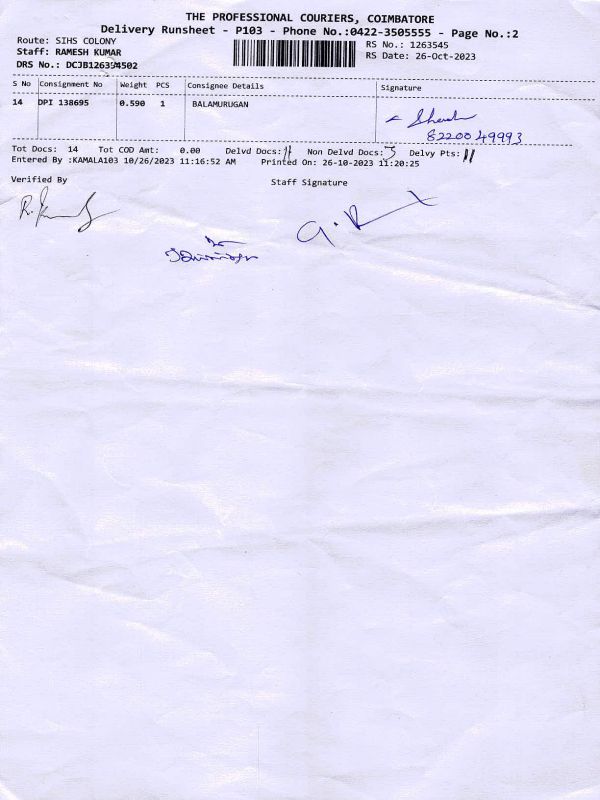 THE PROFESSIONAL COURIERS, COIMBATORE
Delivery Runsheet - P103 - Phone No.:0422-3505555 - Page No.:2
Route: SIHS COLONY RS No.: 1263545
Staff: RAMESH KUMAR RS Date: 26-Oct-2023
DRS No.: DCJB126354502
S No Consignment No Weight PCS Consignee Details Signature
14 DPI 138695 0.590 1 BALAMURUGAN
8220049993
Tot Docs: 14 Tot COD Amt: 0.00 Delvd Docs: 11 Non Delvd Docs: 3 Delvy Pts: 11
Entered By :KAMALA103 10/26/2023 11:16:52 AM Printed On: 26-10-2023 11:20:25
Verified By Staff Signature